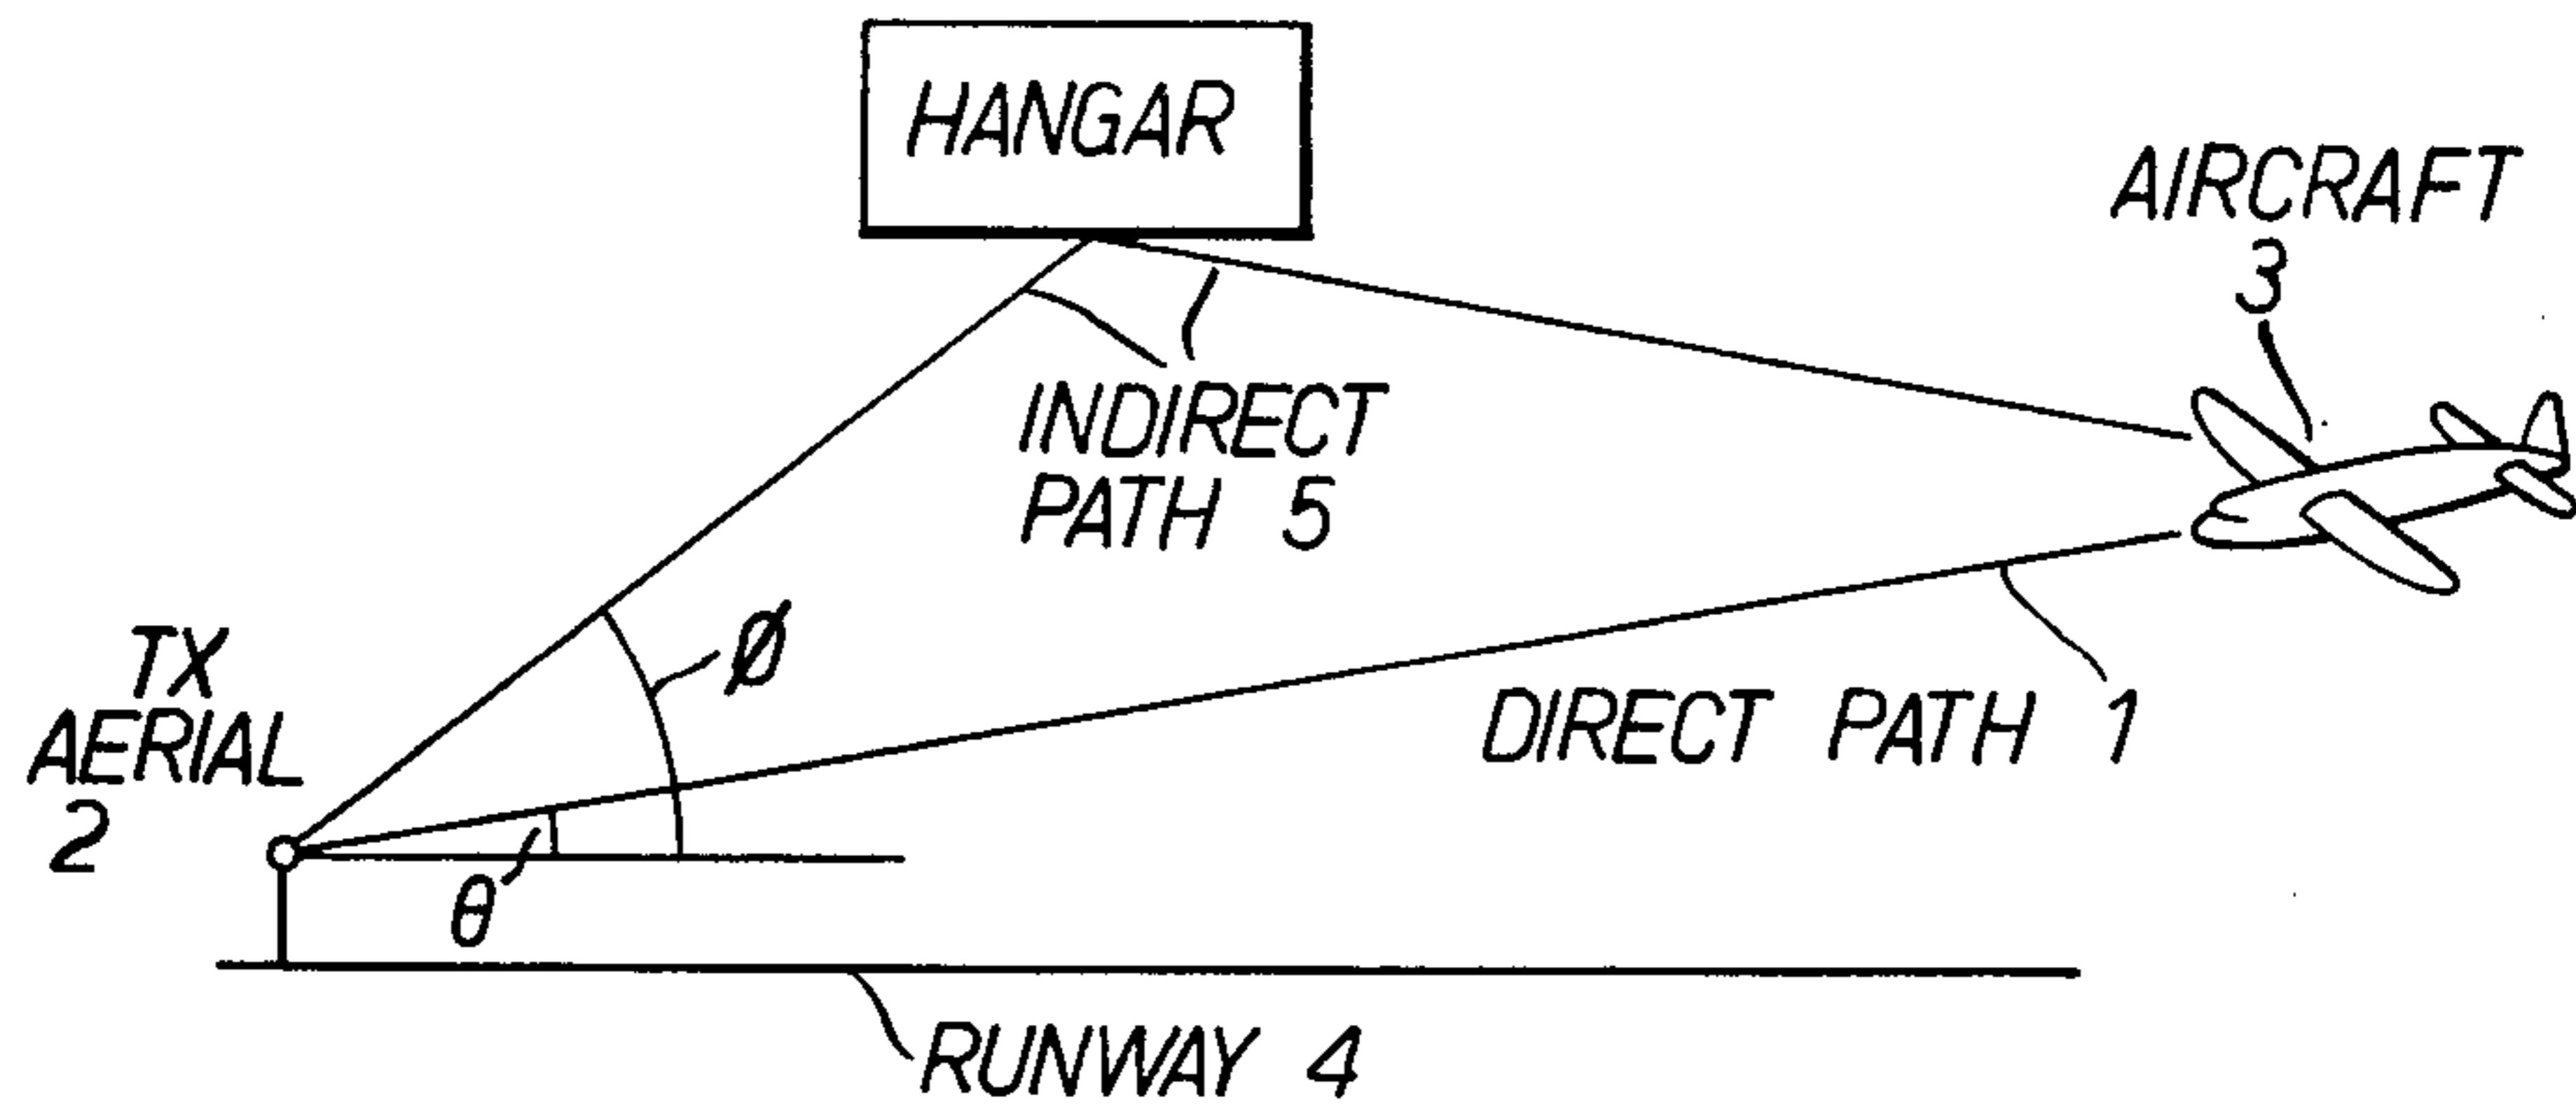 HANGAR
AIRCRAFT
3
INDIRECT
PATH 5
Ø
TX
AERIAL
2
DIRECT PATH 1
θ
RUNWAY 4